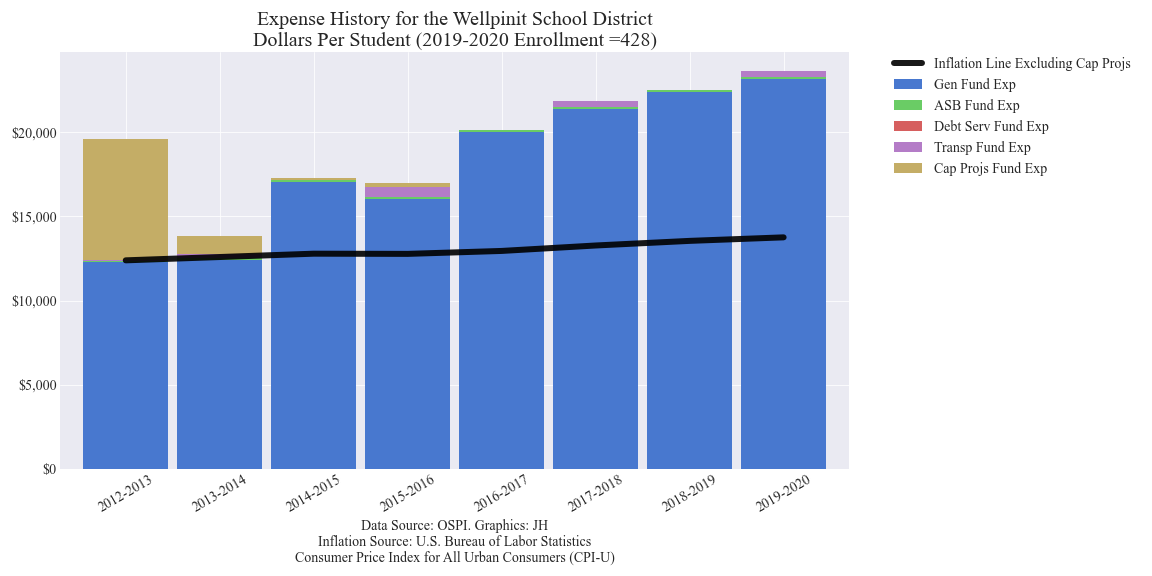 Expense History for the Wellpinit School District
Dollars Per Student (2019-2020 Enrollment =428)
Inflation Line Excluding Cap Projs
Gen Fund Exp
ASB Fund Exp
Debt Serv Fund Exp
Transp Fund Exp
Cap Projs Fund Exp
$20,000
$15,000
$10,000
$5,000
$0
2012-2013
2013-2014
2014-2015
2015-2016
2016-2017
2017-2018
2018-2019
2019-2020
Data Source: OSPI. Graphics: JH
Inflation Source: U.S. Bureau of Labor Statistics
Consumer Price Index for All Urban Consumers (CPI-U)